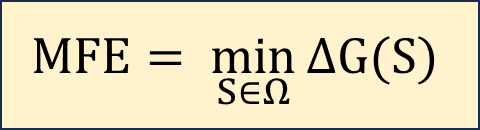 MFE = min ΔG(S)
S∈Ω